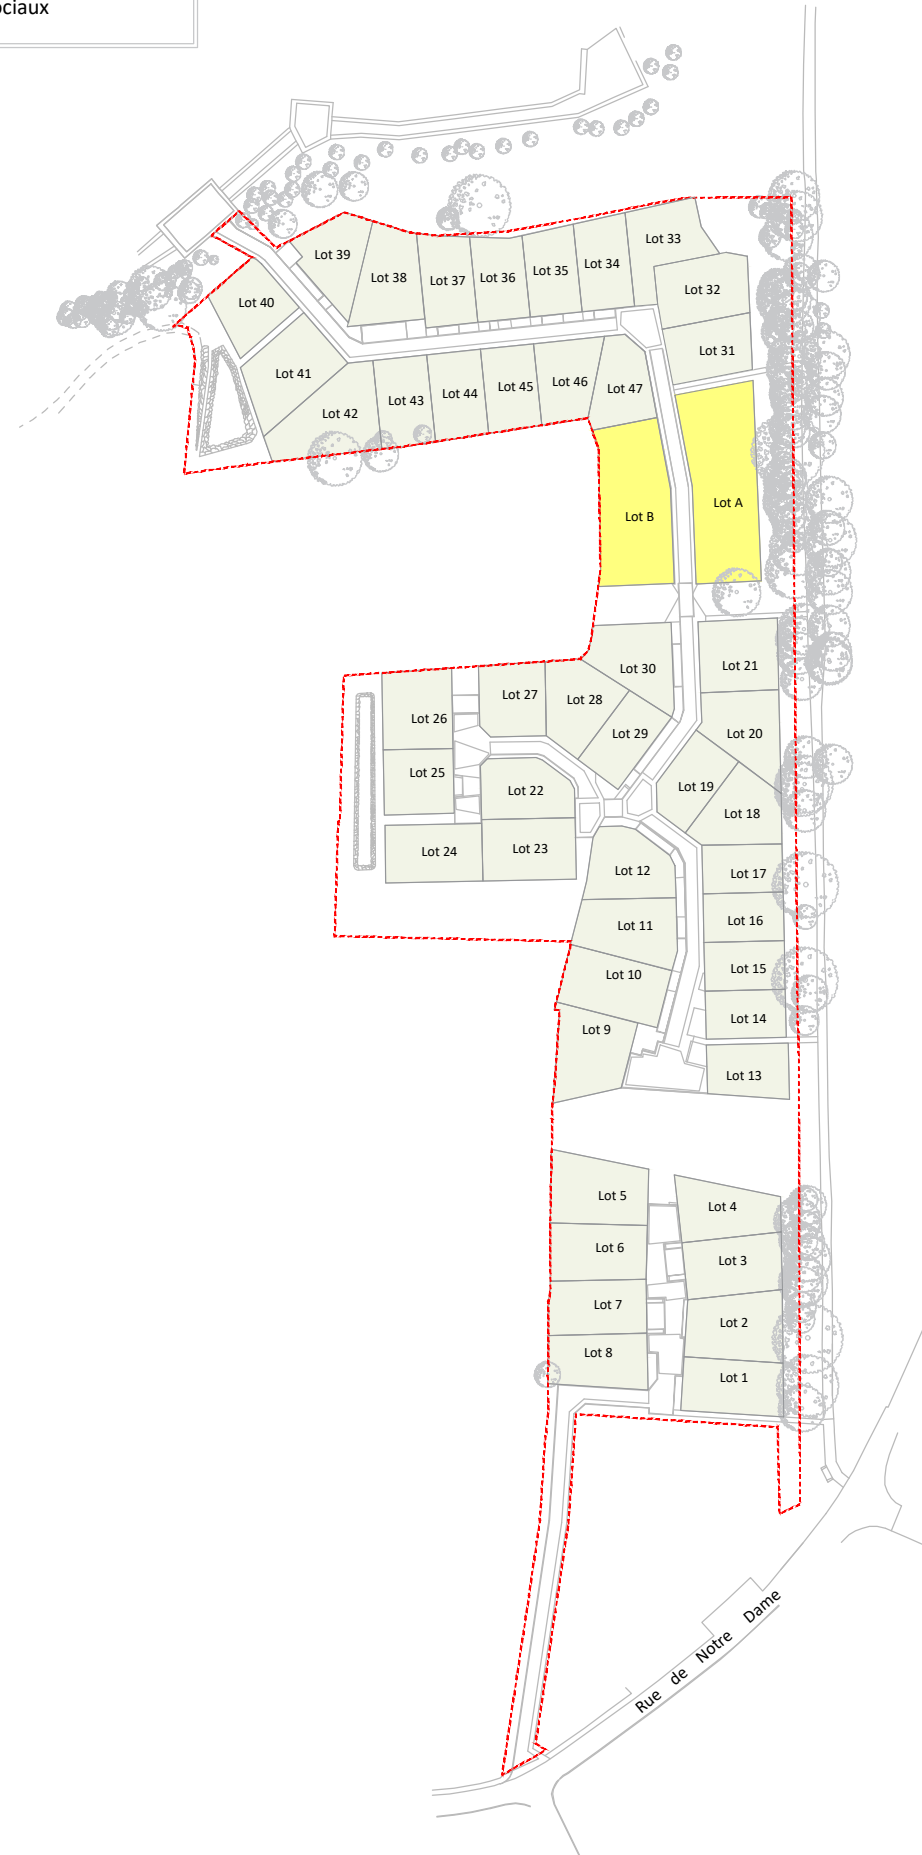 Lot 39
Lot 38
Lot 37
Lot 36
Lot 35
Lot 34
Lot 33
Lot 32
Lot 31
Lot 40
Lot 41
Lot 42
Lot 43
Lot 44
Lot 45
Lot 46
Lot 47
Lot B
Lot A
Lot 30
Lot 21
Lot 26
Lot 27
Lot 28
Lot 29
Lot 20
Lot 25
Lot 22
Lot 19
Lot 18
Lot 24
Lot 23
Lot 12
Lot 17
Lot 11
Lot 16
Lot 10
Lot 15
Lot 9
Lot 14
Lot 13
Lot 5
Lot 4
Lot 6
Lot 3
Lot 7
Lot 2
Lot 8
Lot 1
Rue de Notre Dame